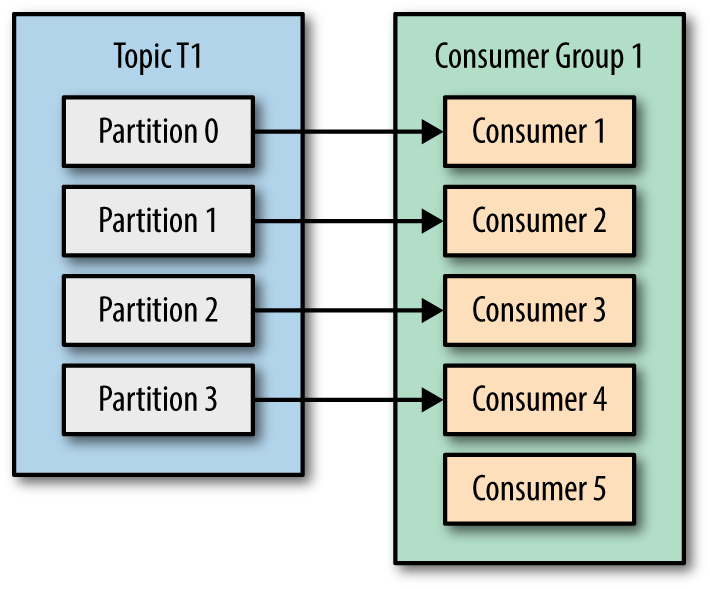 Topic T1
Partition 0
Partition 1
Partition 2
Partition 3
Consumer Group 1
Consumer 1
Consumer 2
Consumer 3
Consumer 4
Consumer 5